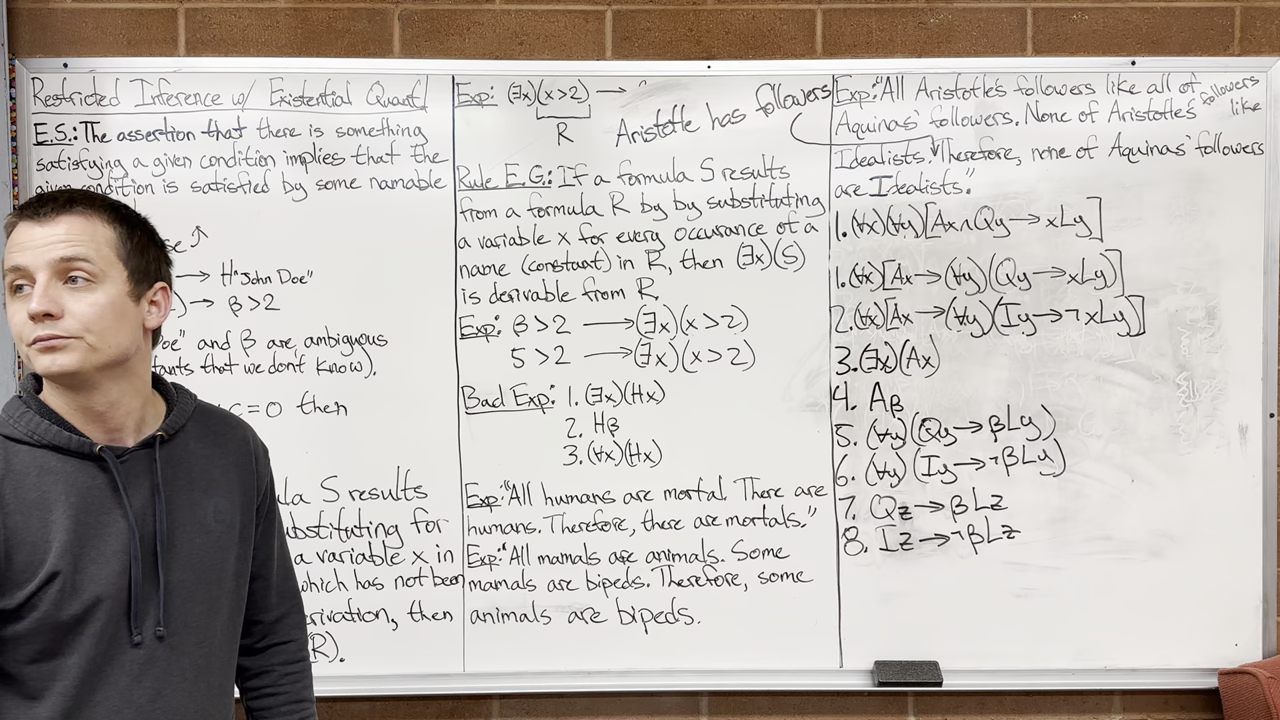 Restricted Inference w/ Existential Quant.
E.S.: The assertion that there is something
satisfying a given condition implies that the
given condition is satisfied by some namable
se ↑
→ H"John Doe"
→ β > 2
oe" and β are ambiguous
tants that we don't know).
c = 0 then
ula S results
ubstituting for
a variable x in
which has not been
erivation, then
(R).
Exp: (∃x)(x>2) →
R
Aristotle has followers
Rule E.G.: If a formula S results
from a formula R by by substituting
a variable x for every occurance of a
name (constant) in R, then (∃x)(S)
is derivable from R
Exp: β > 2 → (∃x)(x>2)
5 > 2 → (∃x)(x>2)
Bad Exp: 1. (∃x)(Hx)
2. Hβ
3. (∀x)(Hx)
Exp: "All humans are mortal. There are
humans. Therefore, there are mortals."
Exp: "All mamals are animals. Some
mamals are bipeds. Therefore, some
animals are bipeds.
Exp: "All Aristotle's followers like all of
Aquinas' followers. None of Aristotle's followers like
Idealists. Therefore, none of Aquinas' followers
are Idealists."
1. (∀x)(∀y)[Ax∧Qy → xLy]
1. (∀x)[Ax → (∀y)(Qy → xLy)]
2. (∀x)[Ax → (∀y)(Iy → ¬xLy)]
3. (∃x)(Ax)
4. Aβ
5. (∀y)(Qy → βLy)
6. (∀y)(Iy → ¬βLy)
7. Qz → βLz
8. Iz → ¬βLz